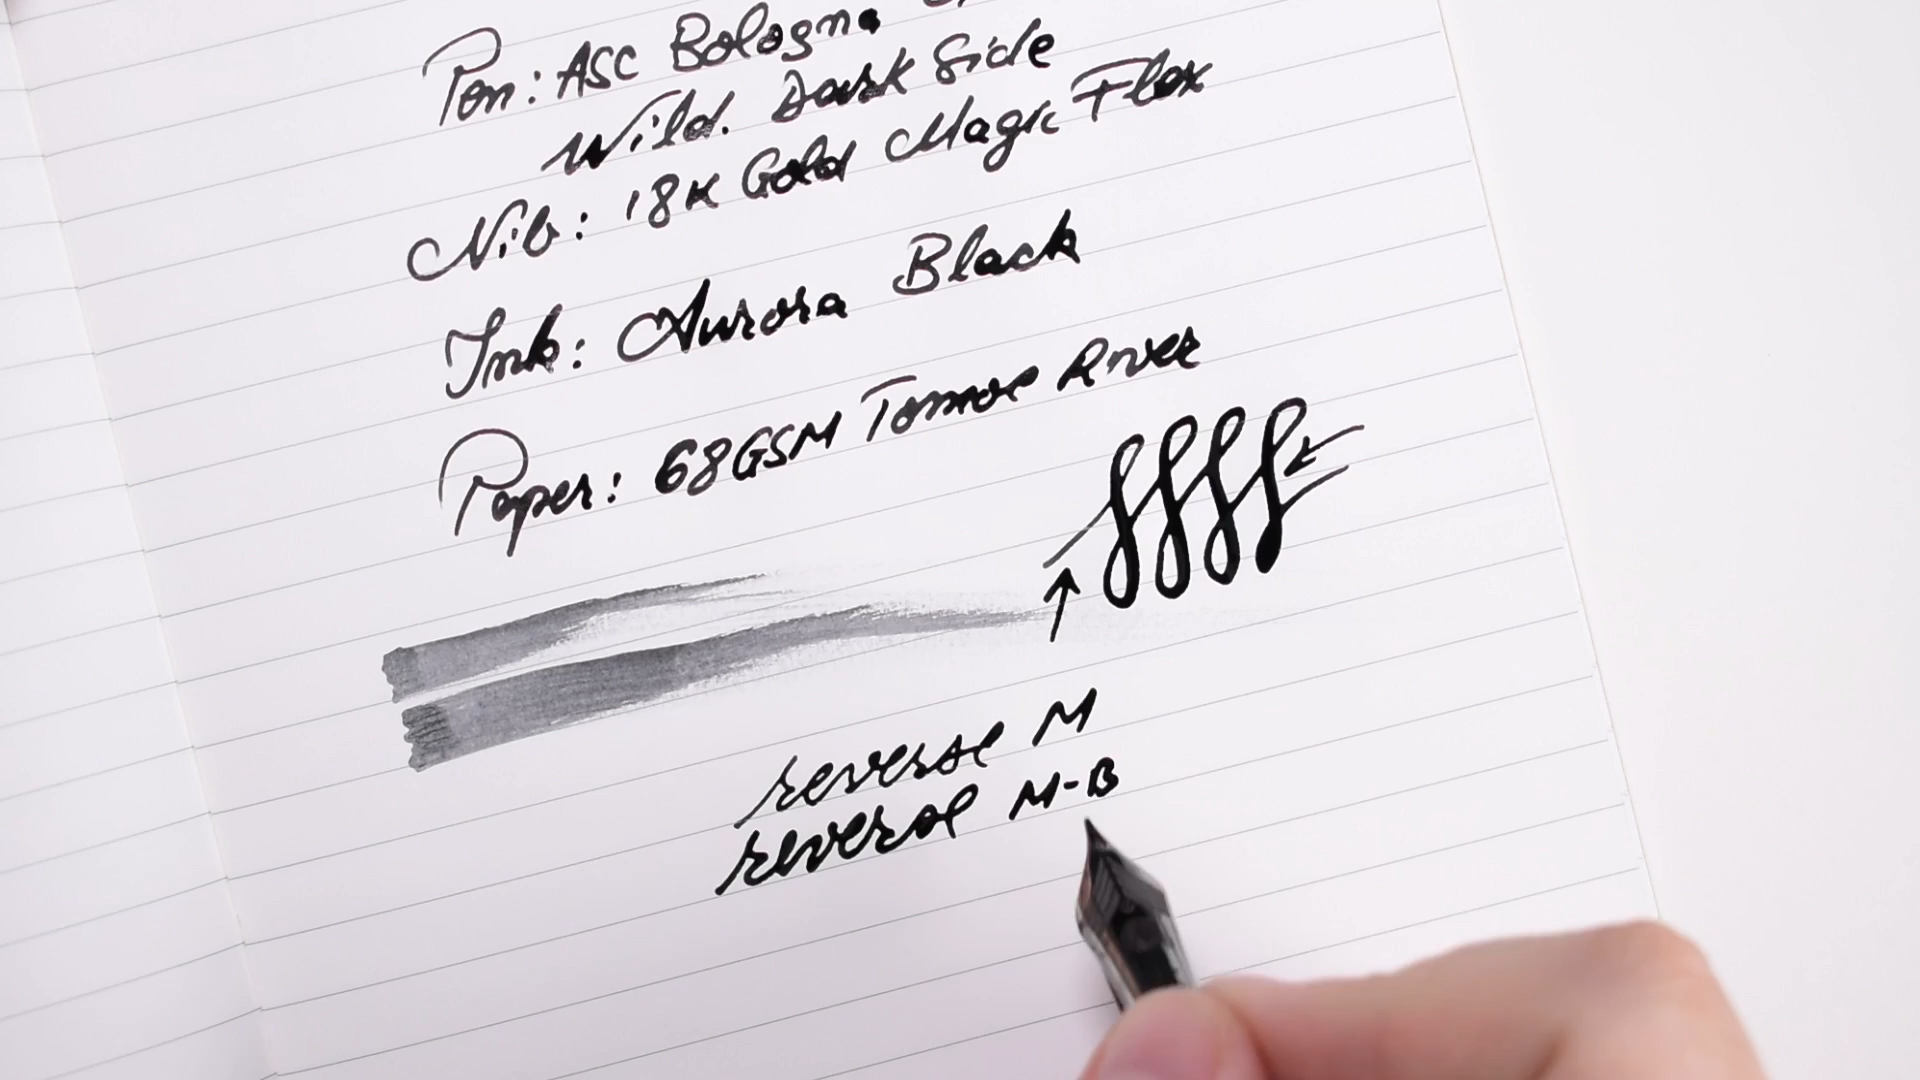 Pen: ASC Bologna
Wild. Dark Side
Nib: 18K Gold Magic Flex
Ink: Aurora Black
Paper: 68GSM Tomoe River
reverse M
reverse M-B